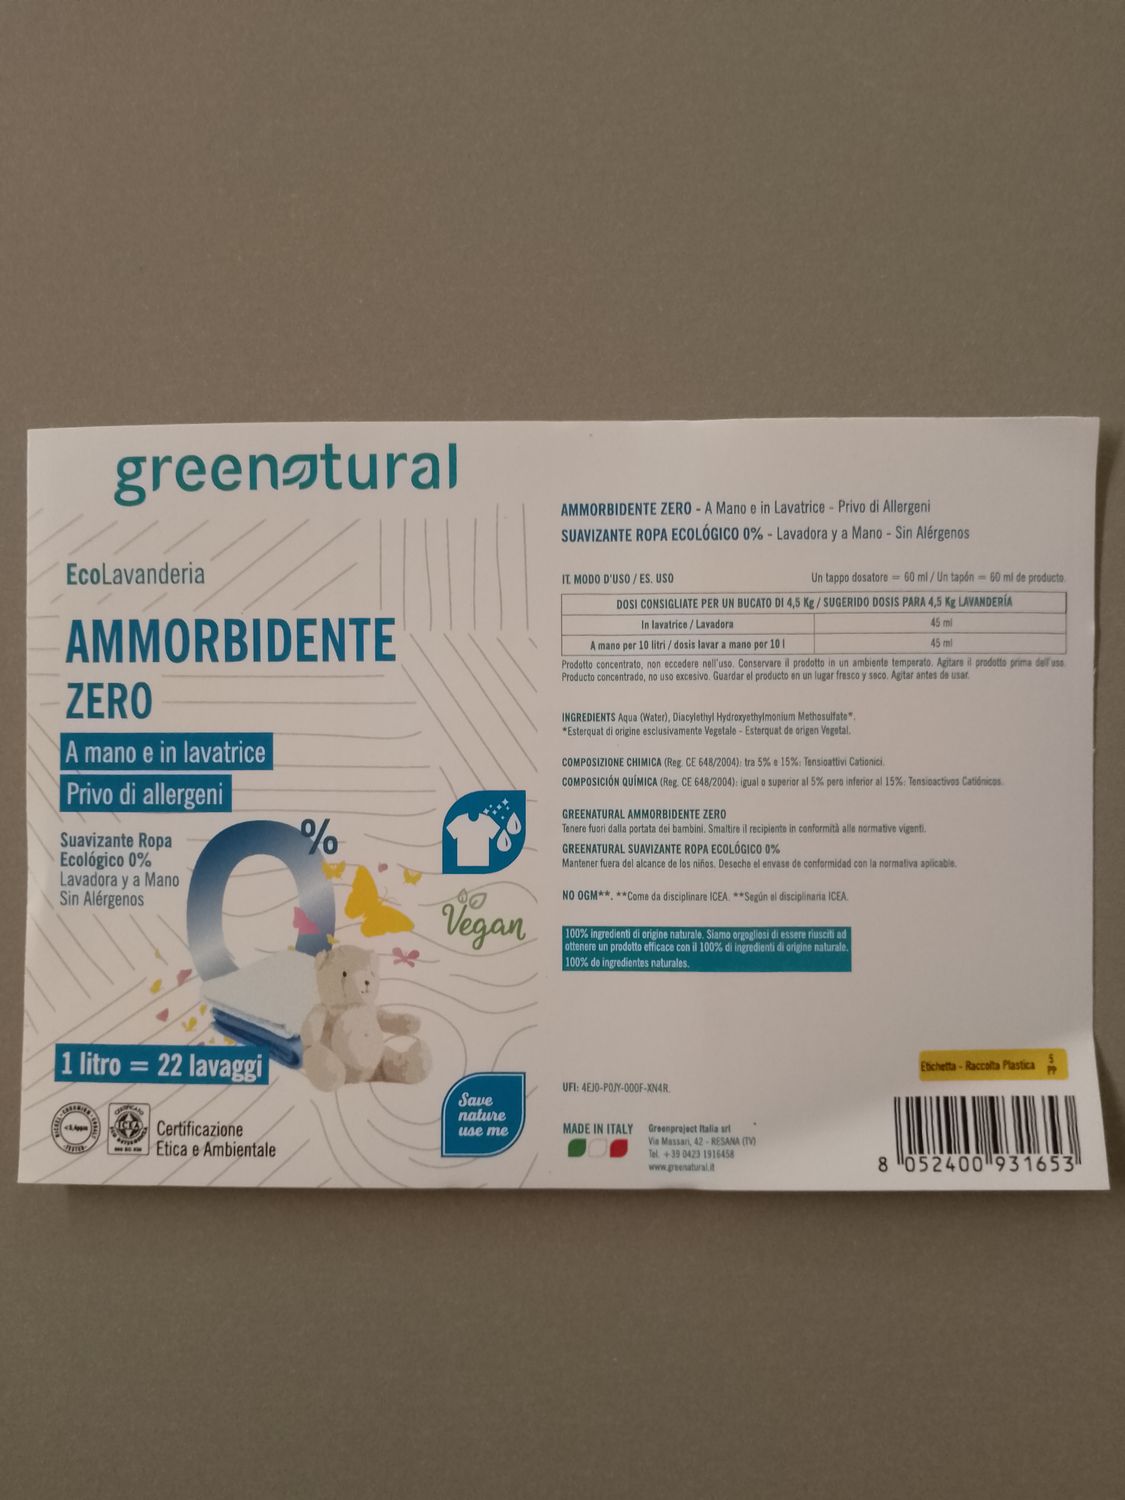 greenatural
EcoLavanderia
AMMORBIDENTE
ZERO
A mano e in lavatrice
Privo di allergeni
Suavizante Ropa
Ecológico 0%
Lavadora y a Mano
Sin Alérgenos
0%
Vegan
1 litro = 22 lavaggi
Save
nature
use me
NICKEL - CHROMIUM - COBALT
TESTED
CERTIFICATO
ICEA
Certificazione
Etica e Ambientale
AMMORBIDENTE ZERO - A Mano e in Lavatrice - Privo di Allergeni
SUAVIZANTE ROPA ECOLÓGICO 0% - Lavadora y a Mano - Sin Alérgenos
IT. MODO D'USO / ES. USO
Un tappo dosatore = 60 ml / Un tapón = 60 ml de producto.
DOSI CONSIGLIATE PER UN BUCATO DI 4,5 Kg / SUGERIDO DOSIS PARA 4,5 Kg LAVANDERÍA
In lavatrice / Lavadora 45 ml
A mano per 10 litri / dosis lavar a mano por 10 l 45 ml
Prodotto concentrato, non eccedere nell'uso. Conservare il prodotto in un ambiente temperato. Agitare il prodotto prima dell'uso.
Producto concentrado, no uso excesivo. Guardar el producto en un lugar fresco y seco. Agitar antes de usar.
INGREDIENTS Aqua (Water), Diacylethyl Hydroxyethylmonium Methosulfate*.
*Esterquat di origine esclusivamente Vegetale - Esterquat de origen Vegetal.
COMPOSIZIONE CHIMICA (Reg. CE 648/2004): tra 5% e 15%: Tensioattivi Cationici.
COMPOSICIÓN QUÍMICA (Reg. CE 648/2004): igual o superior al 5% pero inferior al 15%: Tensioactivos Catiónicos.
GREENATURAL AMMORBIDENTE ZERO
Tenere fuori dalla portata dei bambini. Smaltire il recipiente in conformità alle normative vigenti.
GREENATURAL SUAVIZANTE ROPA ECOLÓGICO 0%
Mantener fuera del alcance de los niños. Deseche el envase de conformidad con la normativa aplicable.
NO OGM**. **Come da disciplinare ICEA. **Según el disciplinaria ICEA.
100% ingredienti di origine naturale. Siamo orgogliosi di essere riusciti ad
ottenere un prodotto efficace con il 100% di ingredienti di origine naturale.
100% de ingredientes naturales.
Etichetta - Raccolta Plastica 5 PP
UFI: 4EJ0-P0JY-000F-XN4R.
MADE IN ITALY
Greenproject Italia srl
Via Massari, 42 - RESANA (TV)
Tel. +39 0423 1916458
www.greenatural.it
8 052400 931653